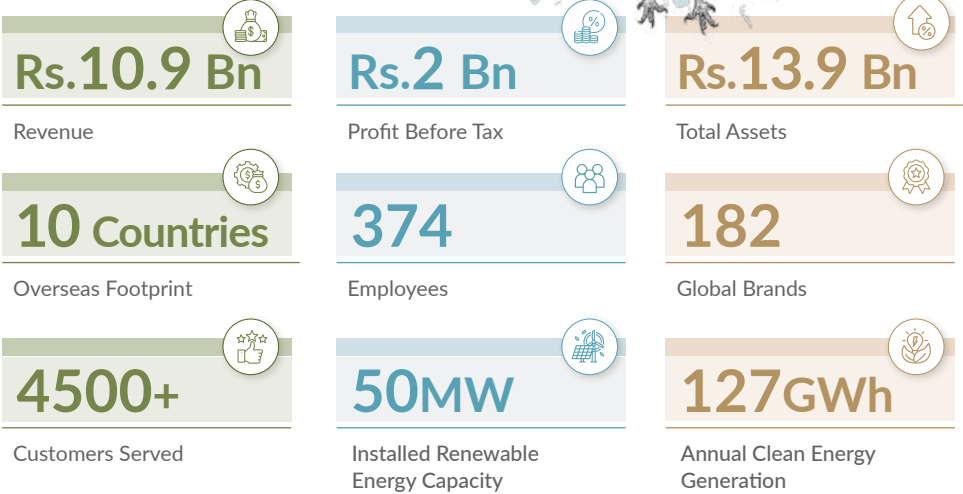 Rs.10.9 Bn
Revenue
Rs.2 Bn
Profit Before Tax
Rs.13.9 Bn
Total Assets
10 Countries
Overseas Footprint
374
Employees
182
Global Brands
4500+
Customers Served
50MW
Installed Renewable
Energy Capacity
127GWh
Annual Clean Energy
Generation